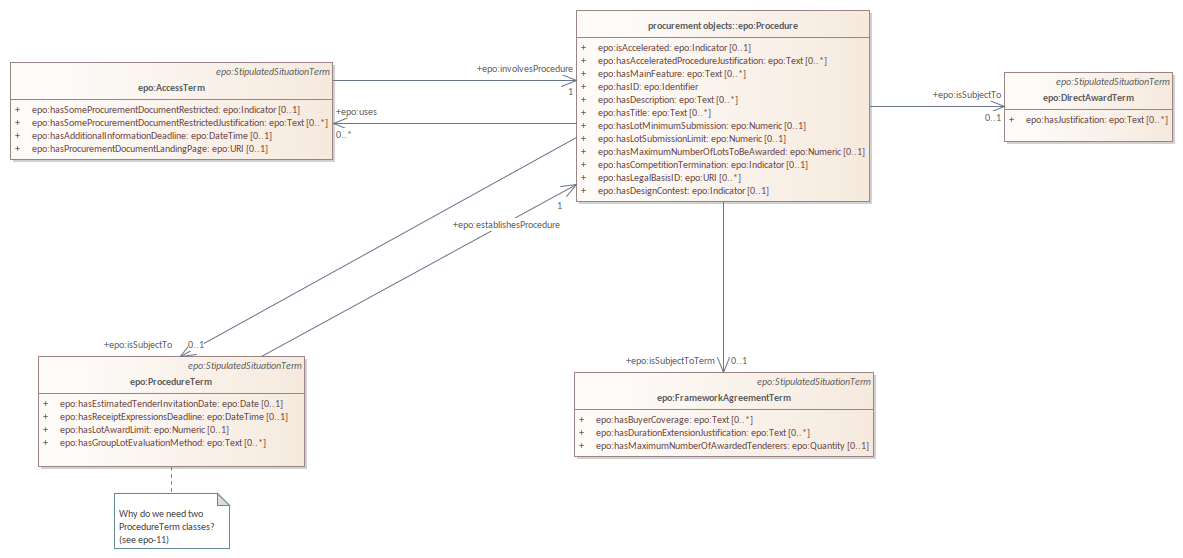 procurement objects::epo:Procedure
+ epo:isAccelerated: epo:Indicator [0..1]
+ epo:hasAcceleratedProcedureJustification: epo:Text [0..*]
+ epo:hasMainFeature: epo:Text [0..*]
+ epo:hasID: epo:Identifier
+ epo:hasDescription: epo:Text [0..*]
+ epo:hasTitle: epo:Text [0..*]
+ epo:hasLotMinimumSubmission: epo:Numeric [0..1]
+ epo:hasLotSubmissionLimit: epo:Numeric [0..1]
+ epo:hasMaximumNumberOfLotsToBeAwarded: epo:Numeric [0..1]
+ epo:hasCompetitionTermination: epo:Indicator [0..1]
+ epo:hasLegalBasisID: epo:URI [0..*]
+ epo:hasDesignContest: epo:Indicator [0..1]
epo:StipulatedSituationTerm
epo:AccessTerm
+ epo:hasSomeProcurementDocumentRestricted: epo:Indicator [0..1]
+ epo:hasSomeProcurementDocumentRestrictedJustification: epo:Text [0..*]
+ epo:hasAdditionalInformationDeadline: epo:DateTime [0..1]
+ epo:hasProcurementDocumentLandingPage: epo:URI [0..1]
+epo:involvesProcedure
1
+epo:uses
0..*
+epo:isSubjectTo
0..1
epo:StipulatedSituationTerm
epo:DirectAwardTerm
+ epo:hasJustification: epo:Text [0..*]
1
+epo:establishesProcedure
+epo:isSubjectTo 0..1
epo:StipulatedSituationTerm
epo:ProcedureTerm
+ epo:hasEstimatedTenderInvitationDate: epo:Date [0..1]
+ epo:hasReceiptExpressionsDeadline: epo:DateTime [0..1]
+ epo:hasLotAwardLimit: epo:Numeric [0..1]
+ epo:hasGroupLotEvaluationMethod: epo:Text [0..*]
+epo:isSubjectToTerm 0..1
epo:StipulatedSituationTerm
epo:FrameworkAgreementTerm
+ epo:hasBuyerCoverage: epo:Text [0..*]
+ epo:hasDurationExtensionJustification: epo:Text [0..*]
+ epo:hasMaximumNumberOfAwardedTenderers: epo:Quantity [0..1]
Why do we need two
ProcedureTerm classes?
(see epo-11)